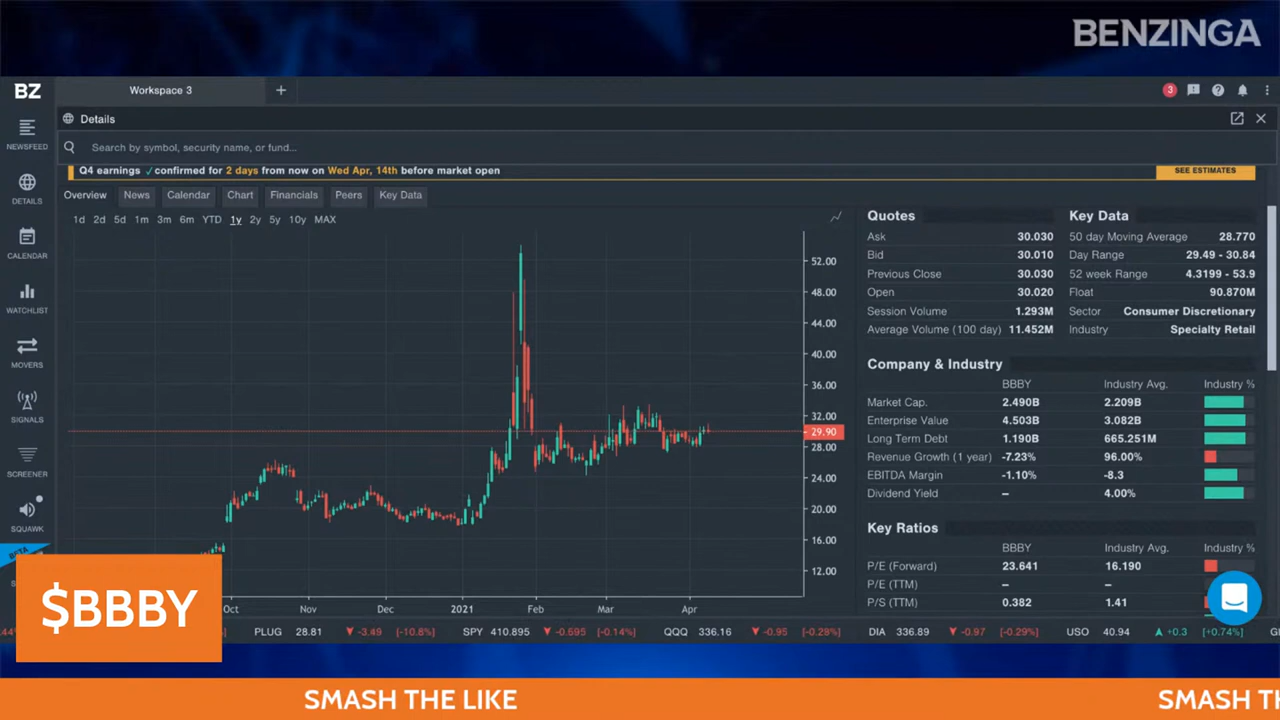 BENZINGA
BZ
Workspace 3
+
3
NEWSFEED
DETAILS
CALENDAR
WATCHLIST
MOVERS
SIGNALS
SCREENER
SQUAWK
BETA
Details
Search by symbol, security name, or fund...
Q4 earnings ✓confirmed for 2 days from now on Wed Apr, 14th before market open
SEE ESTIMATES
Overview News Calendar Chart Financials Peers Key Data
1d 2d 5d 1m 3m 6m YTD 1y 2y 5y 10y MAX
52.00
48.00
44.00
40.00
36.00
32.00
29.90
28.00
24.00
20.00
16.00
12.00
Oct Nov Dec 2021 Feb Mar Apr
Quotes
Ask 30.030
Bid 30.010
Previous Close 30.030
Open 30.020
Session Volume 1.293M
Average Volume (100 day) 11.452M
Key Data
50 day Moving Average 28.770
Day Range 29.49 - 30.84
52 week Range 4.3199 - 53.9
Float 90.870M
Sector Consumer Discretionary
Industry Specialty Retail
Company & Industry
BBBY Industry Avg. Industry %
Market Cap. 2.490B 2.209B
Enterprise Value 4.503B 3.082B
Long Term Debt 1.190B 665.251M
Revenue Growth (1 year) -7.23% 96.00%
EBITDA Margin -1.10% -8.3
Dividend Yield – 4.00%
Key Ratios
BBBY Industry Avg. Industry %
P/E (Forward) 23.641 16.190
P/E (TTM) – –
P/S (TTM) 0.382 1.41
$BBBY
PLUG 28.81 ▼ -3.49 [-10.8%] SPY 410.895 ▼ -0.595 [-0.14%] QQQ 336.16 ▼ -0.95 [-0.28%] DIA 336.89 ▼ -0.97 [-0.29%] USO 40.94 ▲ +0.3 [+0.74%]
SMASH THE LIKE
SMASH TH